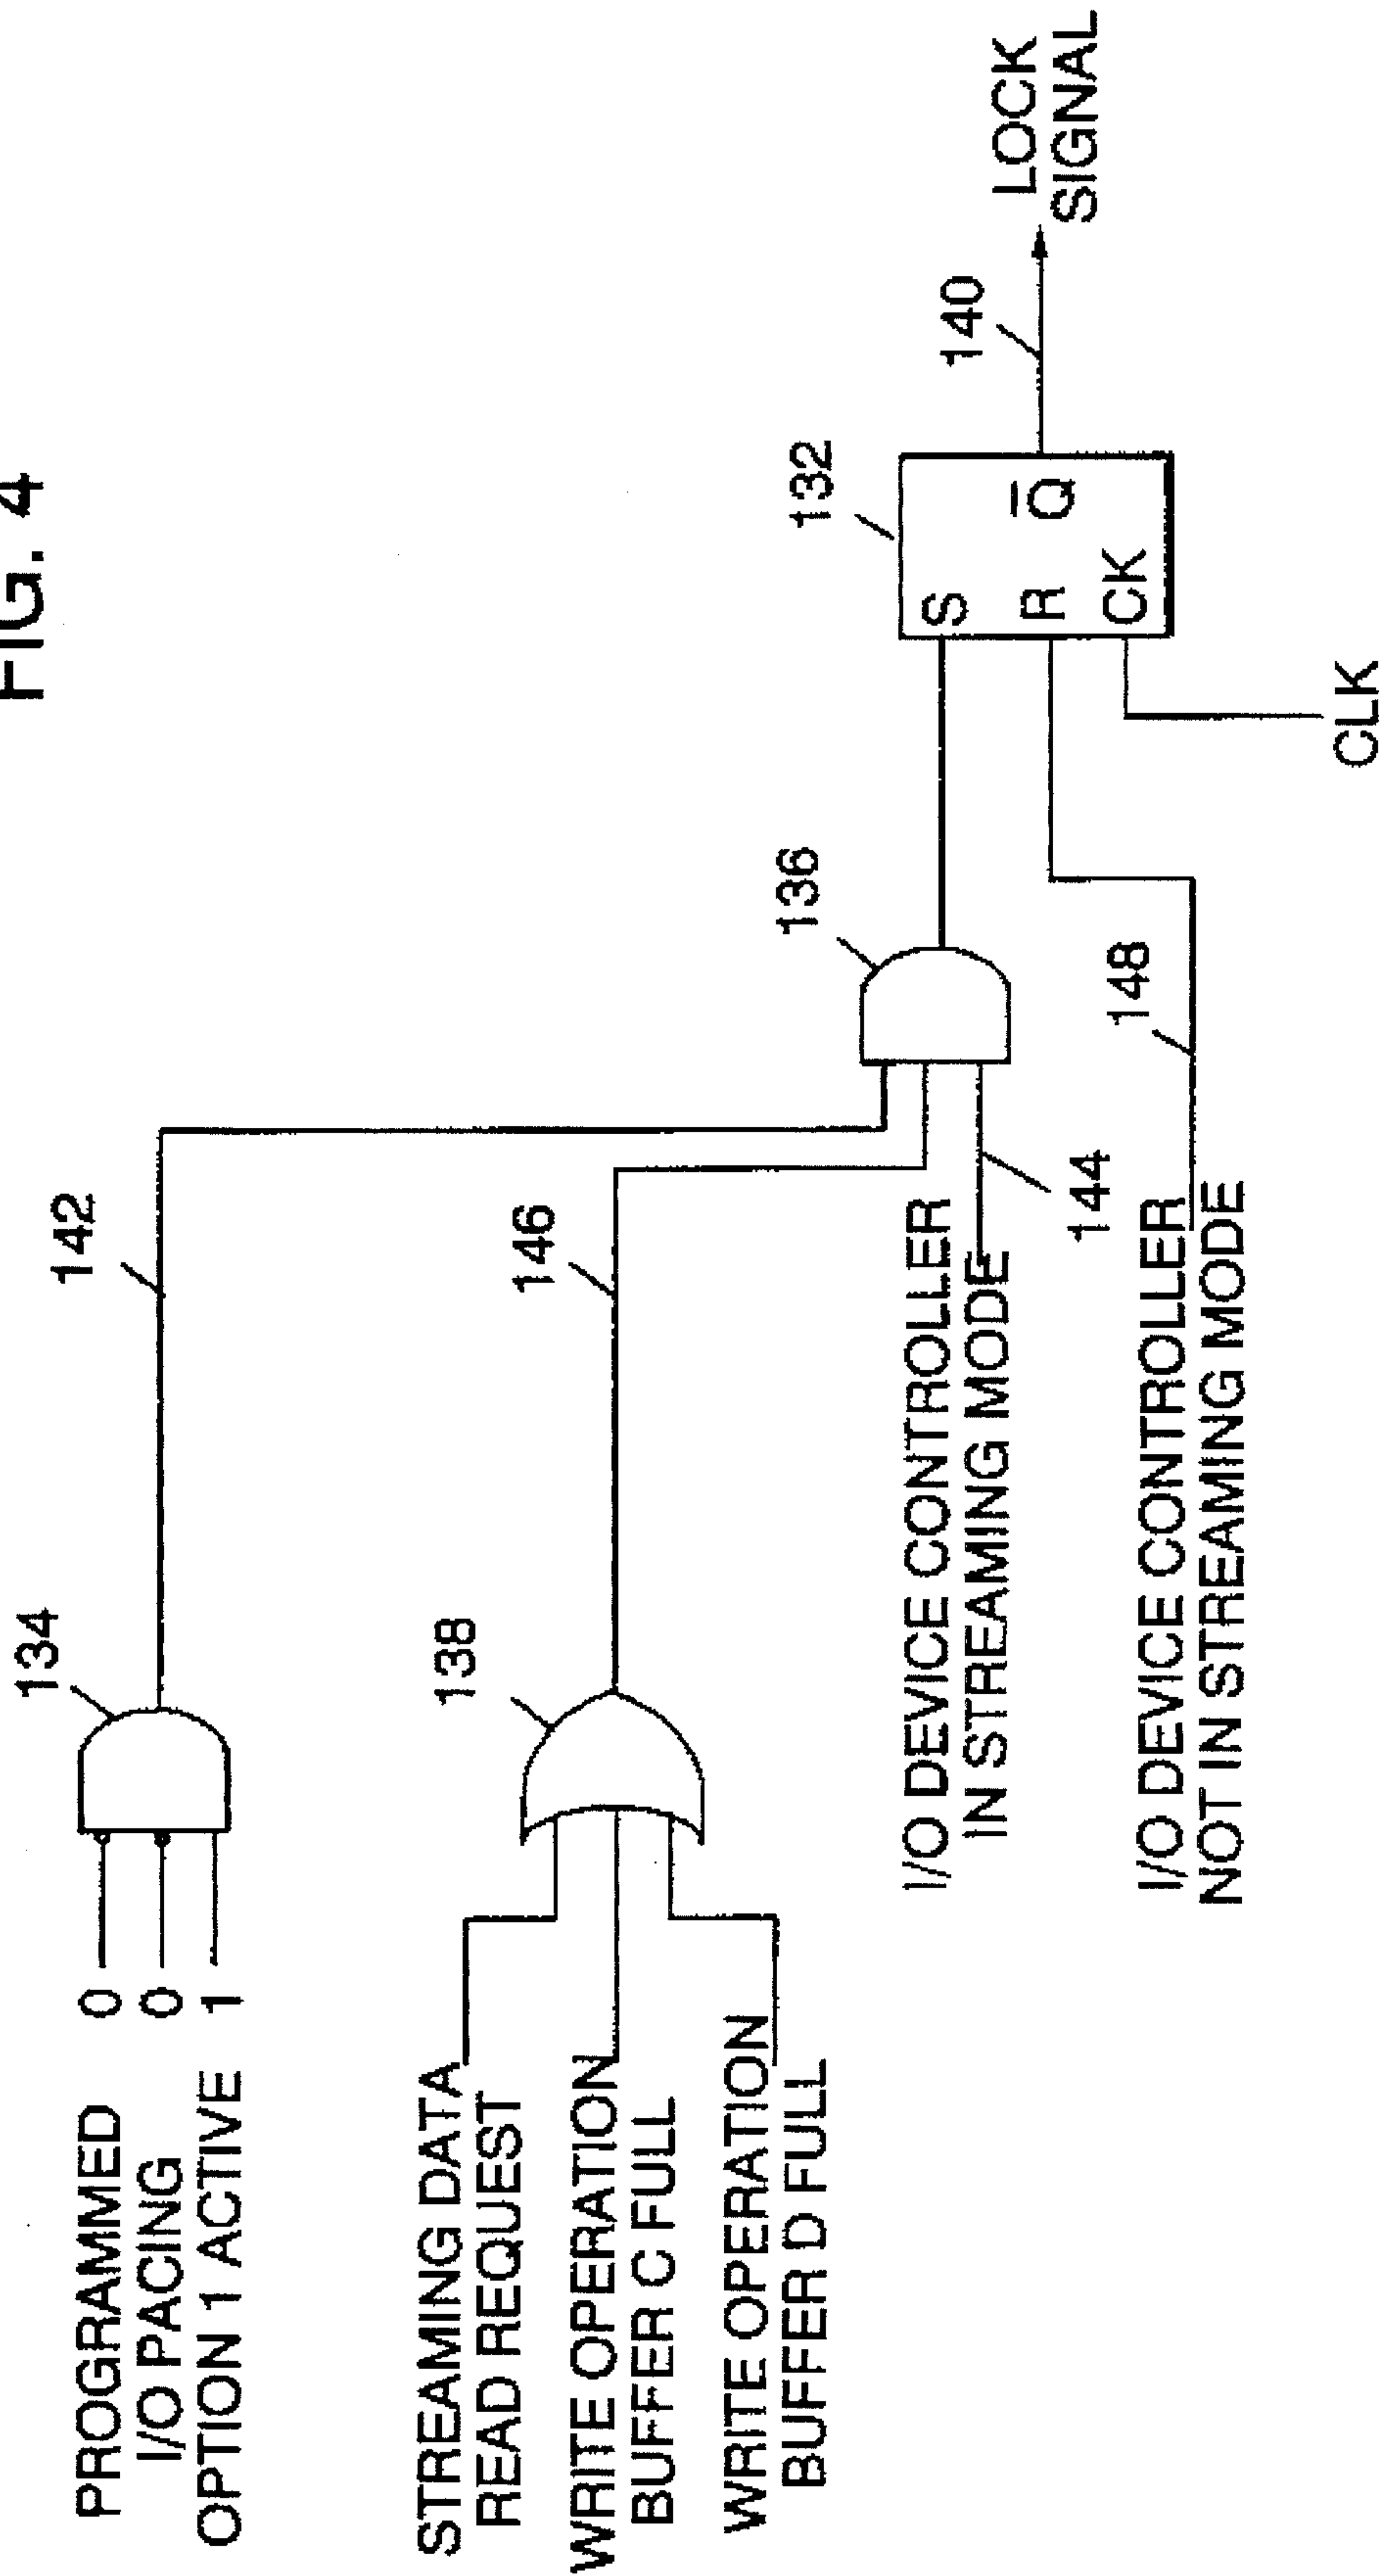 FIG. 4
PROGRAMMED 0
I/O PACING 0
OPTION 1 ACTIVE 1
134
142
STREAMING DATA
READ REQUEST
WRITE OPERATION
BUFFER C FULL
WRITE OPERATION
BUFFER D FULL
138
146
I/O DEVICE CONTROLLER
IN STREAMING MODE
144
I/O DEVICE CONTROLLER
NOT IN STREAMING MODE
148
136
132
S
R
CK
Q̅
CLK
140
LOCK
SIGNAL